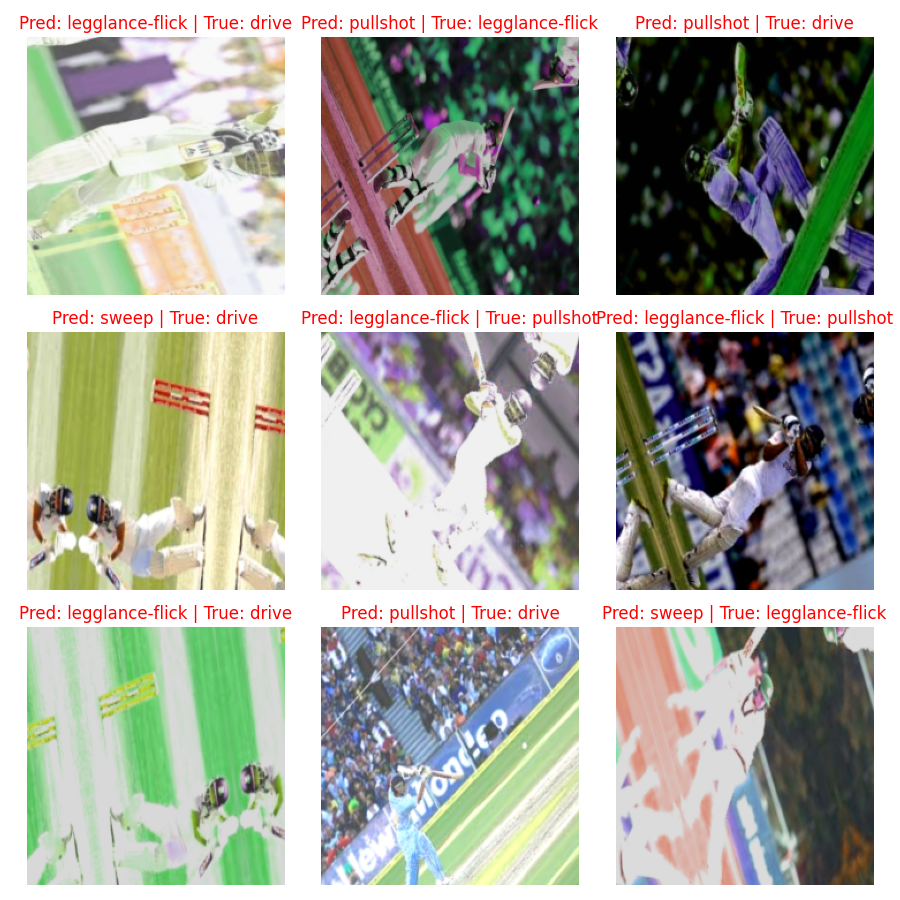 Pred: legglance-flick | True: drive
Pred: pullshot | True: legglance-flick
Pred: pullshot | True: drive
Pred: sweep | True: drive
Pred: legglance-flick | True: pullshot
Pred: legglance-flick | True: pullshot
Pred: legglance-flick | True: drive
Pred: pullshot | True: drive
Pred: sweep | True: legglance-flick